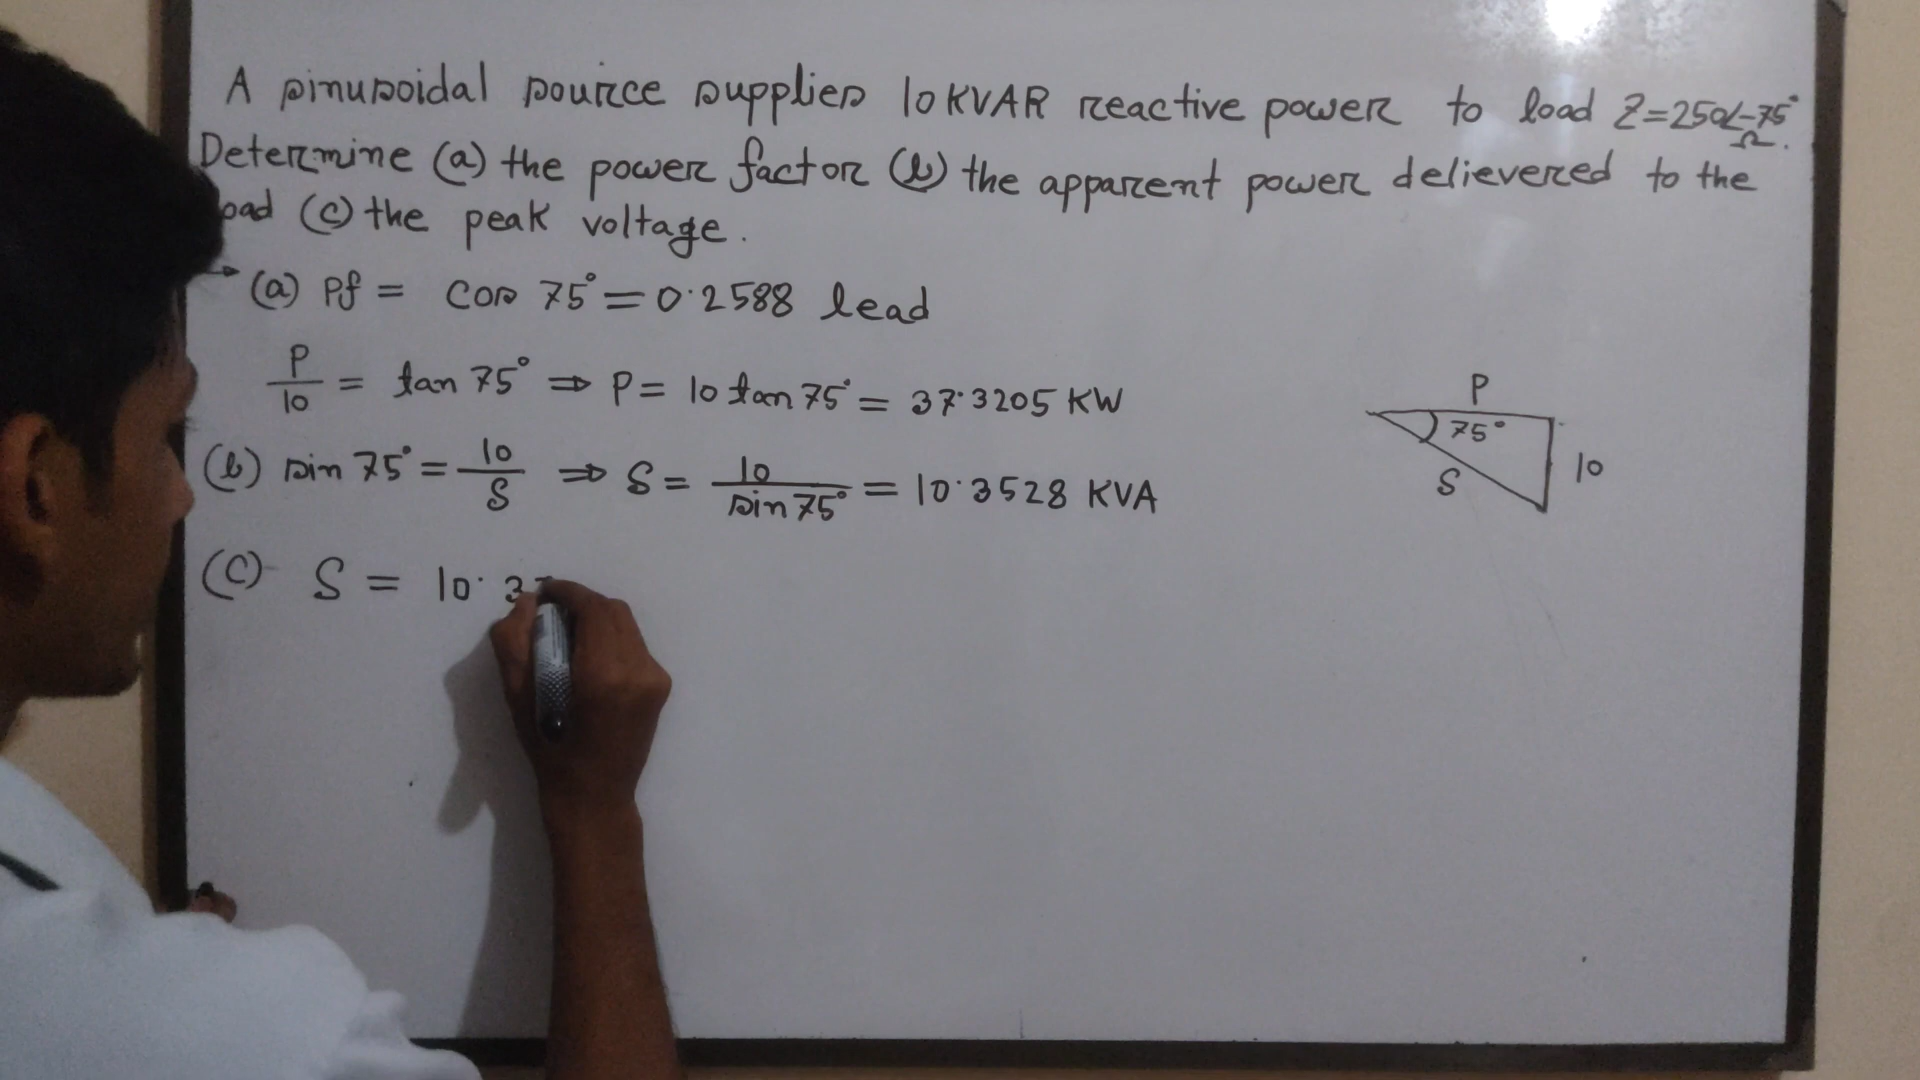 A sinusoidal source supplies 10KVAR reactive power to load Z=250∠-75° Ω.
Determine (a) the power factor (b) the apparent power delievered to the
oad (c) the peak voltage.
→ (a) Pf = cos 75° = 0.2588 lead
P/10 = tan 75° ⇒ P = 10 tan 75° = 37.3205 KW
(b) sin 75° = 10/S ⇒ S = 10/sin 75° = 10.3528 KVA
(c) S = 10.3
P
75°
10
S